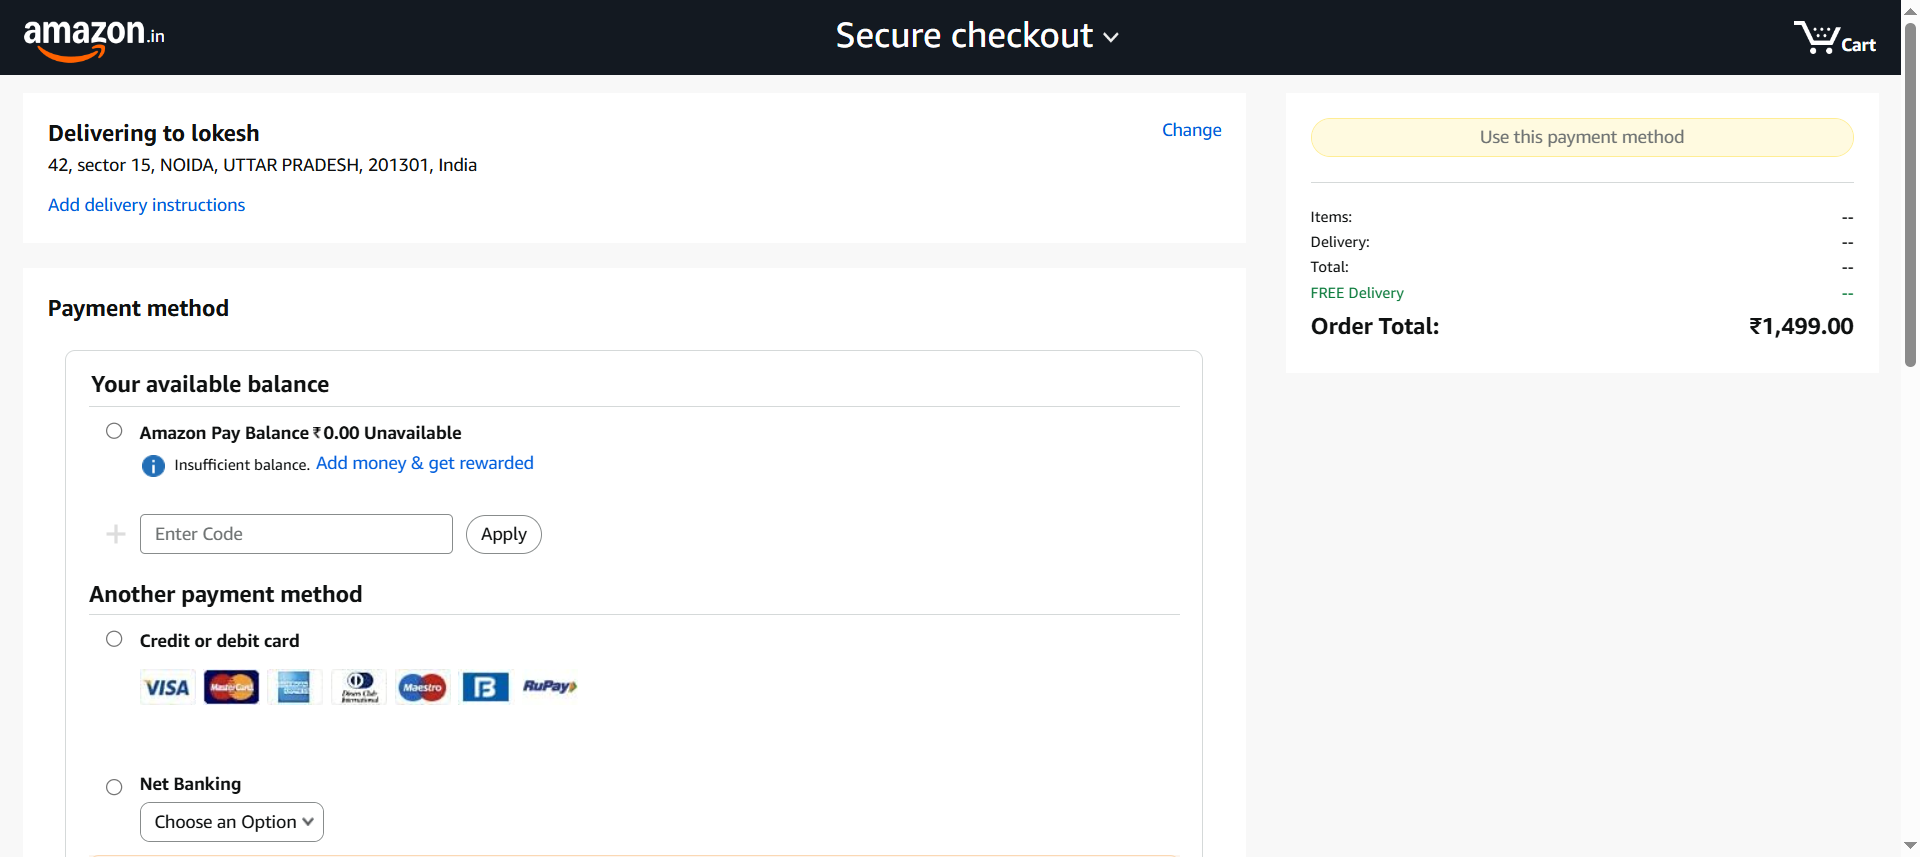 amazon.in
Secure checkout
Cart
Delivering to lokesh
Change
42, sector 15, NOIDA, UTTAR PRADESH, 201301, India
Add delivery instructions
Payment method
Your available balance
Amazon Pay Balance ₹0.00 Unavailable
Insufficient balance. Add money & get rewarded
Enter Code
Apply
Another payment method
Credit or debit card
VISA MasterCard Diners Club International Maestro RuPay
Net Banking
Choose an Option
Use this payment method
Items: --
Delivery: --
Total: --
FREE Delivery --
Order Total: ₹1,499.00